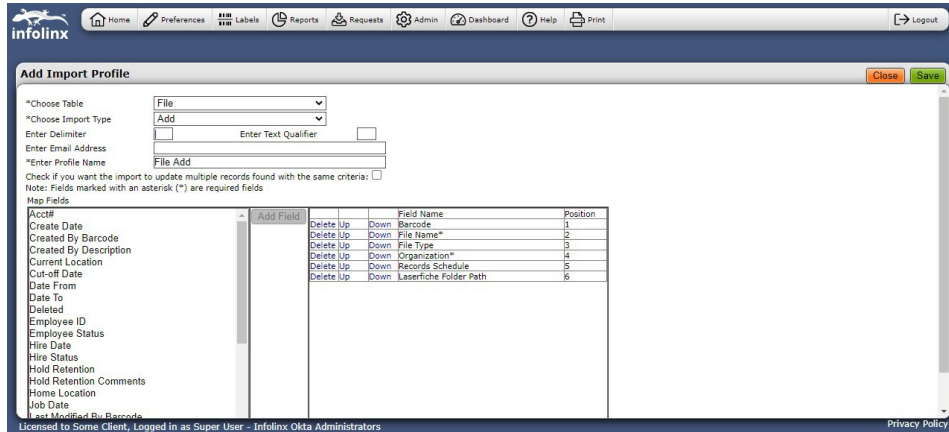 infolinx
Home Preferences Labels Reports Requests Admin Dashboard Help Print Logout
Add Import Profile Close Save
*Choose Table File
*Choose Import Type Add
Enter Delimiter Enter Text Qualifier
Enter Email Address
*Enter Profile Name File Add
Check if you want the import to update multiple records found with the same criteria:
Note: Fields marked with an asterisk (*) are required fields
Map Fields
Acct#
Create Date
Created By Barcode
Created By Description
Current Location
Cut-off Date
Date From
Date To
Deleted
Employee ID
Employee Status
Hire Date
Hire Status
Hold Retention
Hold Retention Comments
Home Location
Job Date
Last Modified By Barcode
Add Field
Field Name Position
Delete Up Down Barcode 1
Delete Up Down File Name* 2
Delete Up Down File Type 3
Delete Up Down Organization* 4
Delete Up Down Records Schedule 5
Delete Up Down Laserfiche Folder Path 6
Licensed to Some Client, Logged in as Super User - Infolinx Okta Administrators Privacy Policy